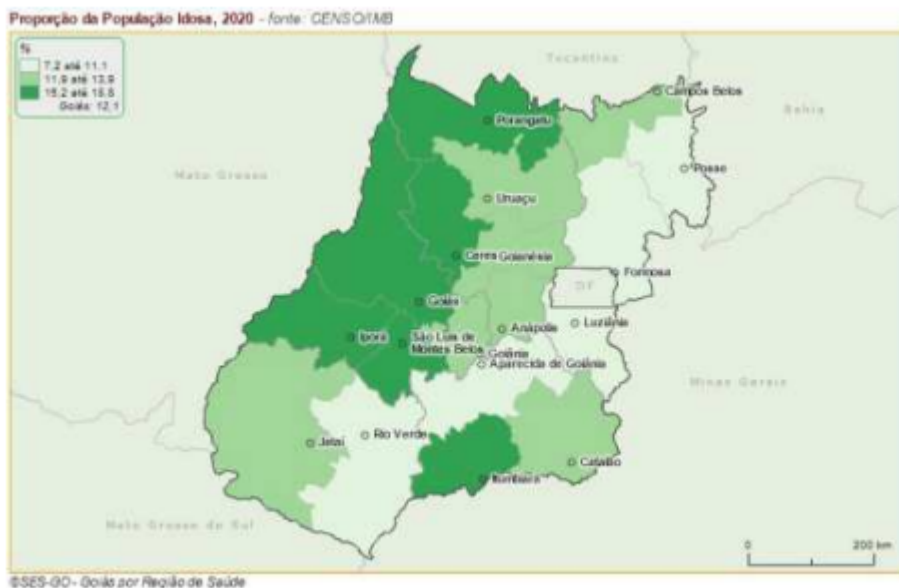 Proporção da População Idosa, 2020 - fonte: CENSO/IMB
%
7.2 até 11.1
11.9 até 13.9
15.2 até 15.5
Goiás: 12,1
Tocantins
Campos Belos
Bahia
Porangatu
Posse
Mato Grosso
Uruaçu
Ceres Goianésia
Formosa
DF
Goiás
Luziânia
Anápolis
Iporá
São Luís de
Montes Belos
Goiânia
Aparecida de Goiânia
Minas Gerais
Rio Verde
Jataí
Catalão
Itumbiara
Mato Grosso do Sul
0 200 km
©SES-GO - Goiás por Região de Saúde